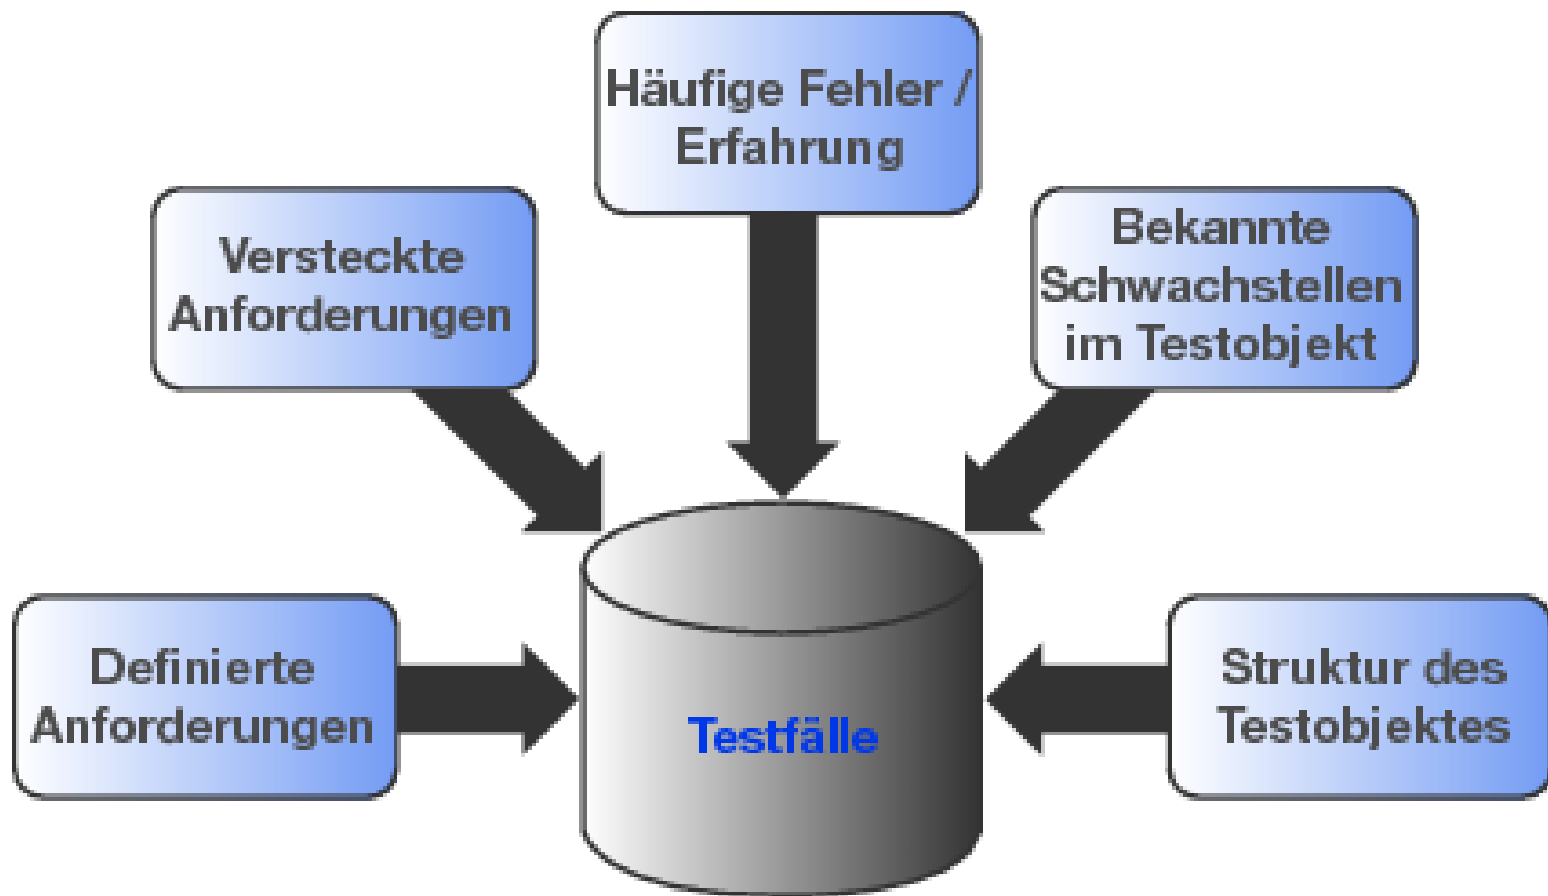 Häufige Fehler /
Erfahrung
Versteckte
Anforderungen
Bekannte
Schwachstellen
im Testobjekt
Definierte
Anforderungen
Testfälle
Struktur des
Testobjektes